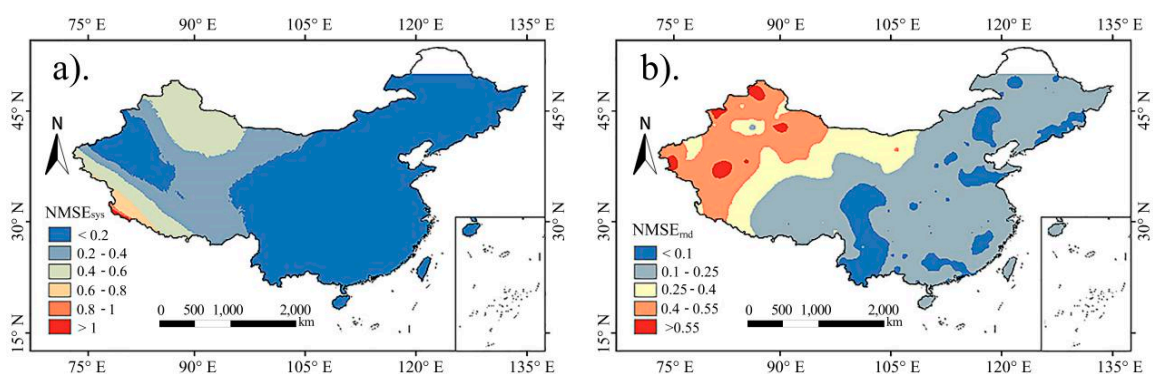 75° E 90° E 105° E 120° E 135° E
a).
45° N
30° N
15° N
N
NMSEsys
< 0.2
0.2 - 0.4
0.4 - 0.6
0.6 - 0.8
0.8 - 1
> 1
0 500 1,000 2,000
km
45° N
30° N
15° N
75° E 90° E 105° E 120° E 135° E
75° E 90° E 105° E 120° E 135° E
b).
45° N
30° N
15° N
N
NMSErnd
< 0.1
0.1 - 0.25
0.25 - 0.4
0.4 - 0.55
>0.55
0 500 1,000 2,000
km
45° N
30° N
15° N
75° E 90° E 105° E 120° E 135° E